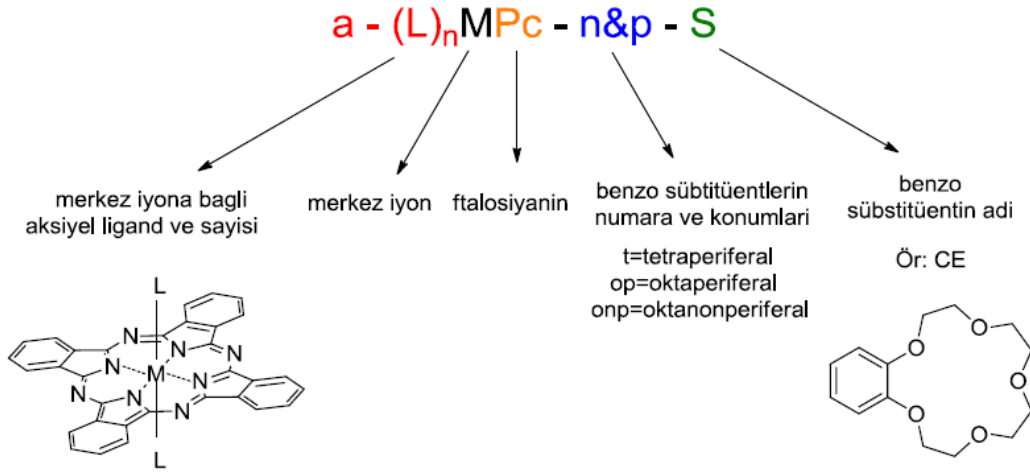 a - (L)nMPc - n&p - S
merkez iyona bagli
aksiyel ligand ve sayisi
merkez iyon
ftalosiyanin
benzo sübtitüentlerin
numara ve konumlari
t=tetraperiferal
op=oktaperiferal
onp=oktanonperiferal
benzo
sübstitüentin adi
Ör: CE
L
N
N
N
N
M
N
N
N
N
L
O
O
O
O
O